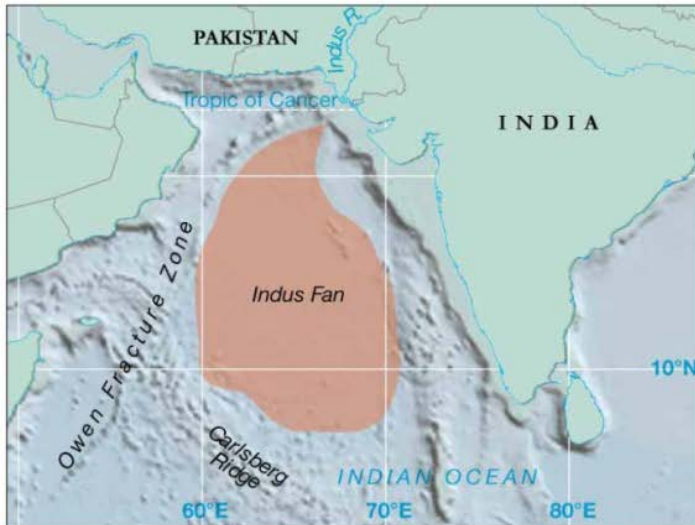 PAKISTAN
Indus R.
Tropic of Cancer
INDIA
Owen Fracture Zone
Indus Fan
10°N
Carlsberg
Ridge
INDIAN OCEAN
60°E
70°E
80°E